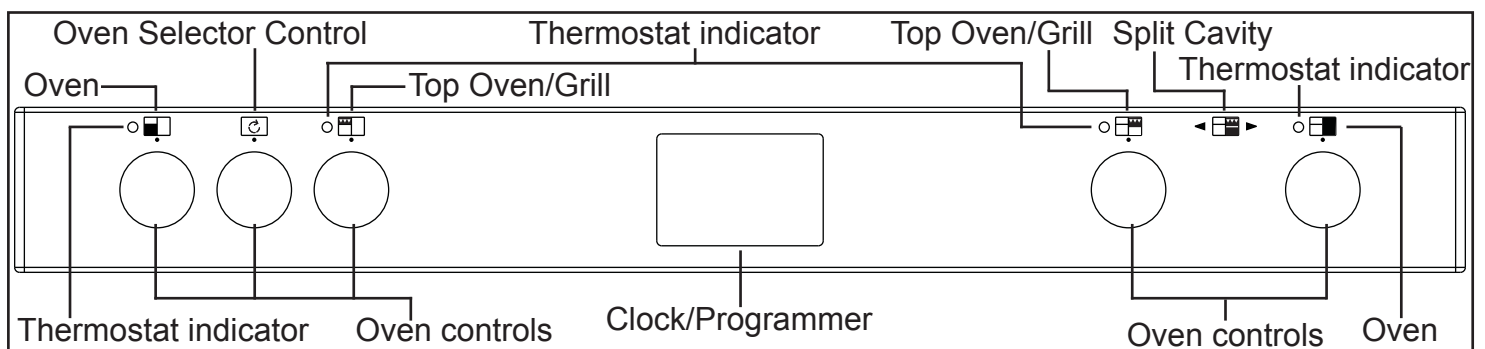 Oven Selector Control
Thermostat indicator
Top Oven/Grill
Split Cavity
Oven
Top Oven/Grill
Thermostat indicator
Thermostat indicator
Oven controls
Clock/Programmer
Oven controls
Oven